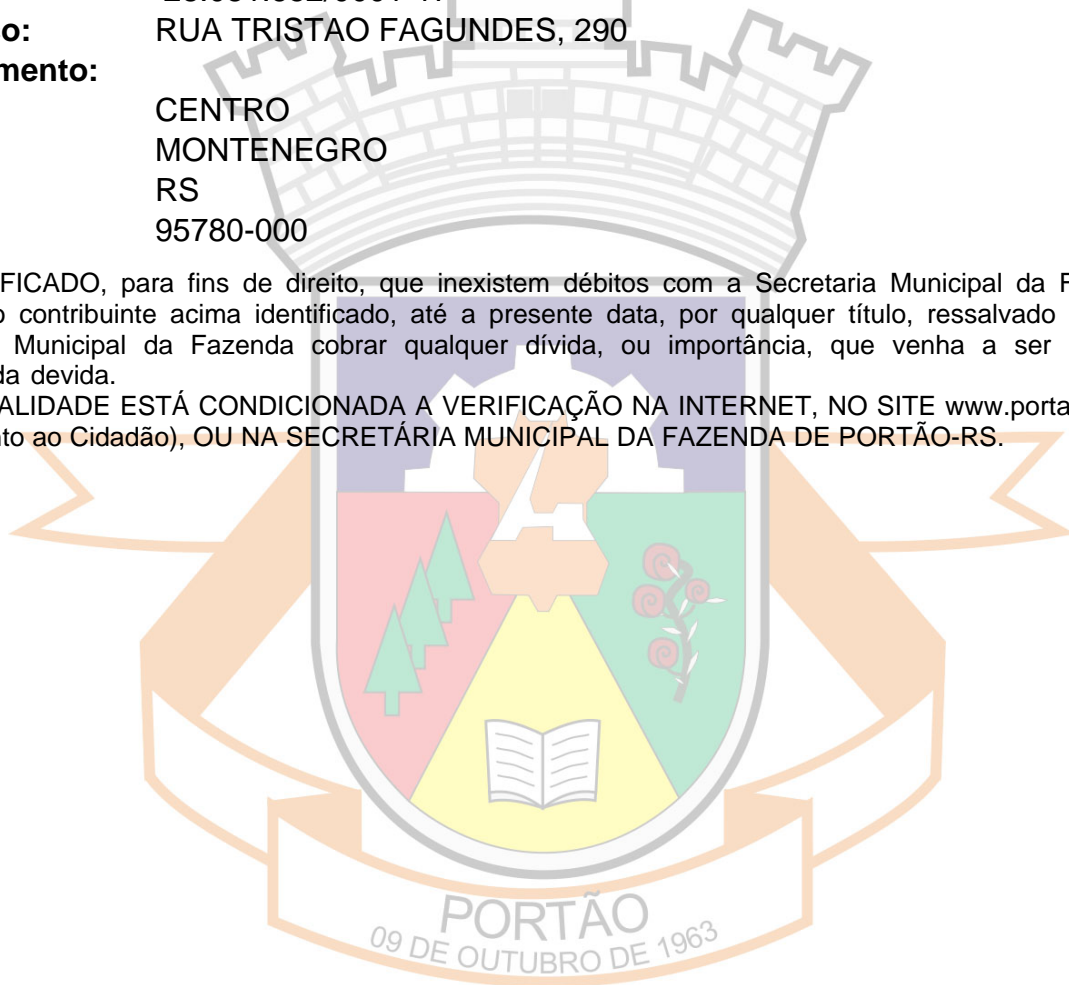 o: RUA TRISTAO FAGUNDES, 290
mento:
CENTRO
MONTENEGRO
RS
95780-000
FICADO, para fins de direito, que inexistem débitos com a Secretaria Municipal da F
o contribuinte acima identificado, até a presente data, por qualquer título, ressalvado
Municipal da Fazenda cobrar qualquer dívida, ou importância, que venha a ser
da devida.
ALIDADE ESTÁ CONDICIONADA A VERIFICAÇÃO NA INTERNET, NO SITE www.porta
nto ao Cidadão), OU NA SECRETÁRIA MUNICIPAL DA FAZENDA DE PORTÃO-RS.
PORTÃO
09 DE OUTUBRO DE 1963